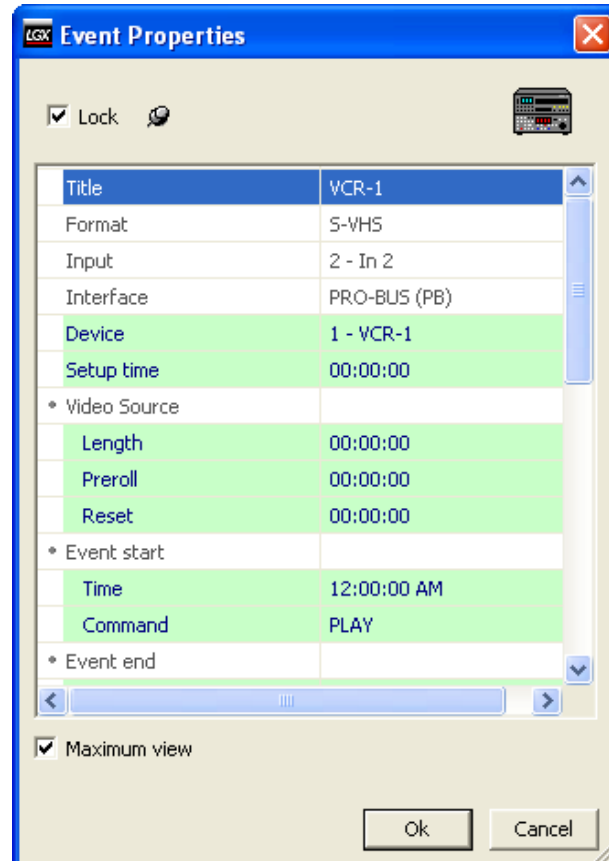 LGX Event Properties
Lock
Title VCR-1
Format S-VHS
Input 2 - In 2
Interface PRO-BUS (PB)
Device 1 - VCR-1
Setup time 00:00:00
Video Source
Length 00:00:00
Preroll 00:00:00
Reset 00:00:00
Event start
Time 12:00:00 AM
Command PLAY
Event end
Maximum view
Ok Cancel